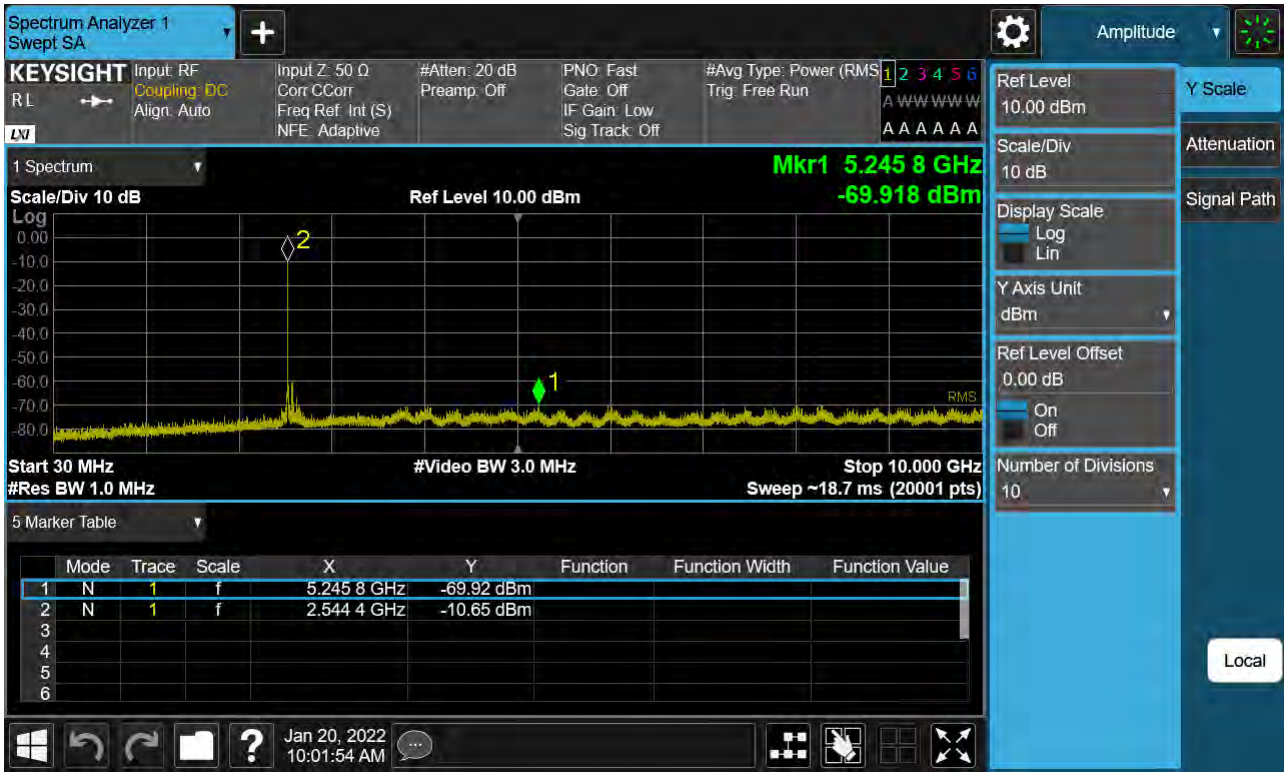 Spectrum Analyzer 1
Swept SA
Amplitude
KEYSIGHT
R L
LXI
Input: RF
Coupling: DC
Align: Auto
Input Z: 50 Ω
Corr CCorr
Freq Ref: Int (S)
NFE: Adaptive
#Atten: 20 dB
Preamp: Off
PNO: Fast
Gate: Off
IF Gain: Low
Sig Track: Off
#Avg Type: Power (RMS
Trig: Free Run
1 2 3 4 5 6
A W W W W W
A A A A A A
1 Spectrum
Mkr1 5.245 8 GHz
-69.918 dBm
Scale/Div 10 dB
Ref Level 10.00 dBm
Log
0.00
-10.0
-20.0
-30.0
-40.0
-50.0
-60.0
-70.0
-80.0
2
1
RMS
Start 30 MHz
#Video BW 3.0 MHz
Stop 10.000 GHz
#Res BW 1.0 MHz
Sweep ~18.7 ms (20001 pts)
5 Marker Table
Mode Trace Scale X Y Function Function Width Function Value
1 N 1 f 5.245 8 GHz -69.92 dBm
2 N 1 f 2.544 4 GHz -10.65 dBm
3
4
5
6
Ref Level
10.00 dBm
Scale/Div
10 dB
Display Scale
Log
Lin
Y Axis Unit
dBm
Ref Level Offset
0.00 dB
On
Off
Number of Divisions
10
Y Scale
Attenuation
Signal Path
Local
?
Jan 20, 2022
10:01:54 AM